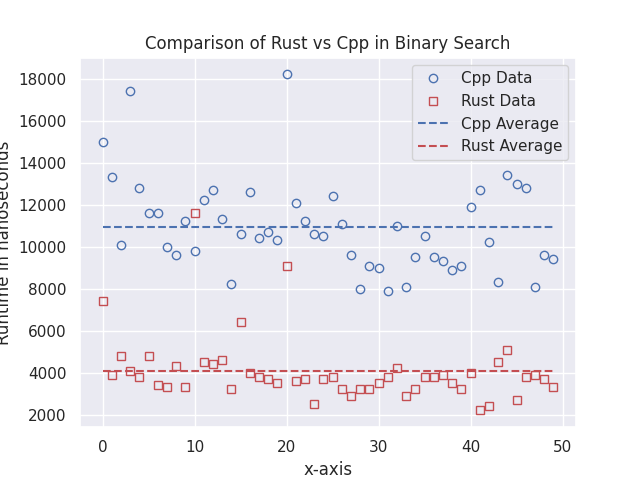 Comparison of Rust vs Cpp in Binary Search
Cpp Data
Rust Data
Cpp Average
Rust Average
18000
16000
14000
12000
10000
8000
6000
4000
2000
Runtime in nanoseconds
0 10 20 30 40 50
x-axis